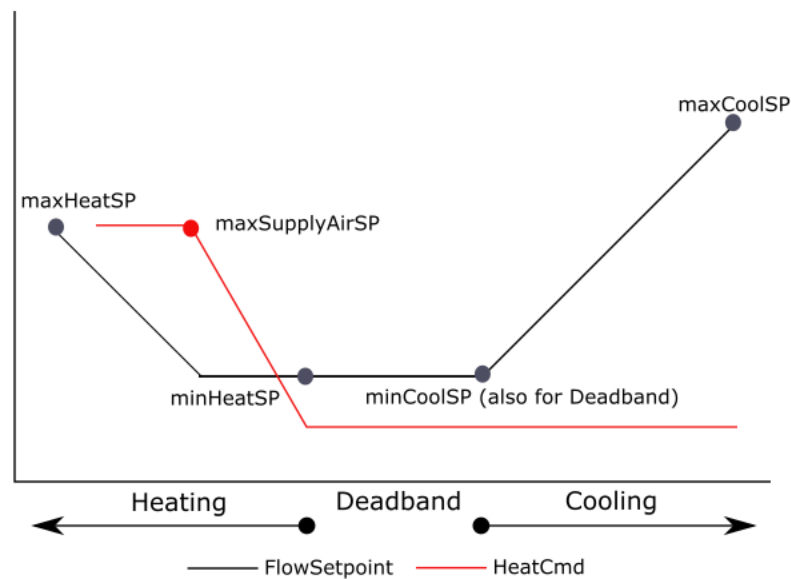 maxCoolSP
maxHeatSP
maxSupplyAirSP
minHeatSP
minCoolSP (also for Deadband)
Heating
Deadband
Cooling
FlowSetpoint
HeatCmd